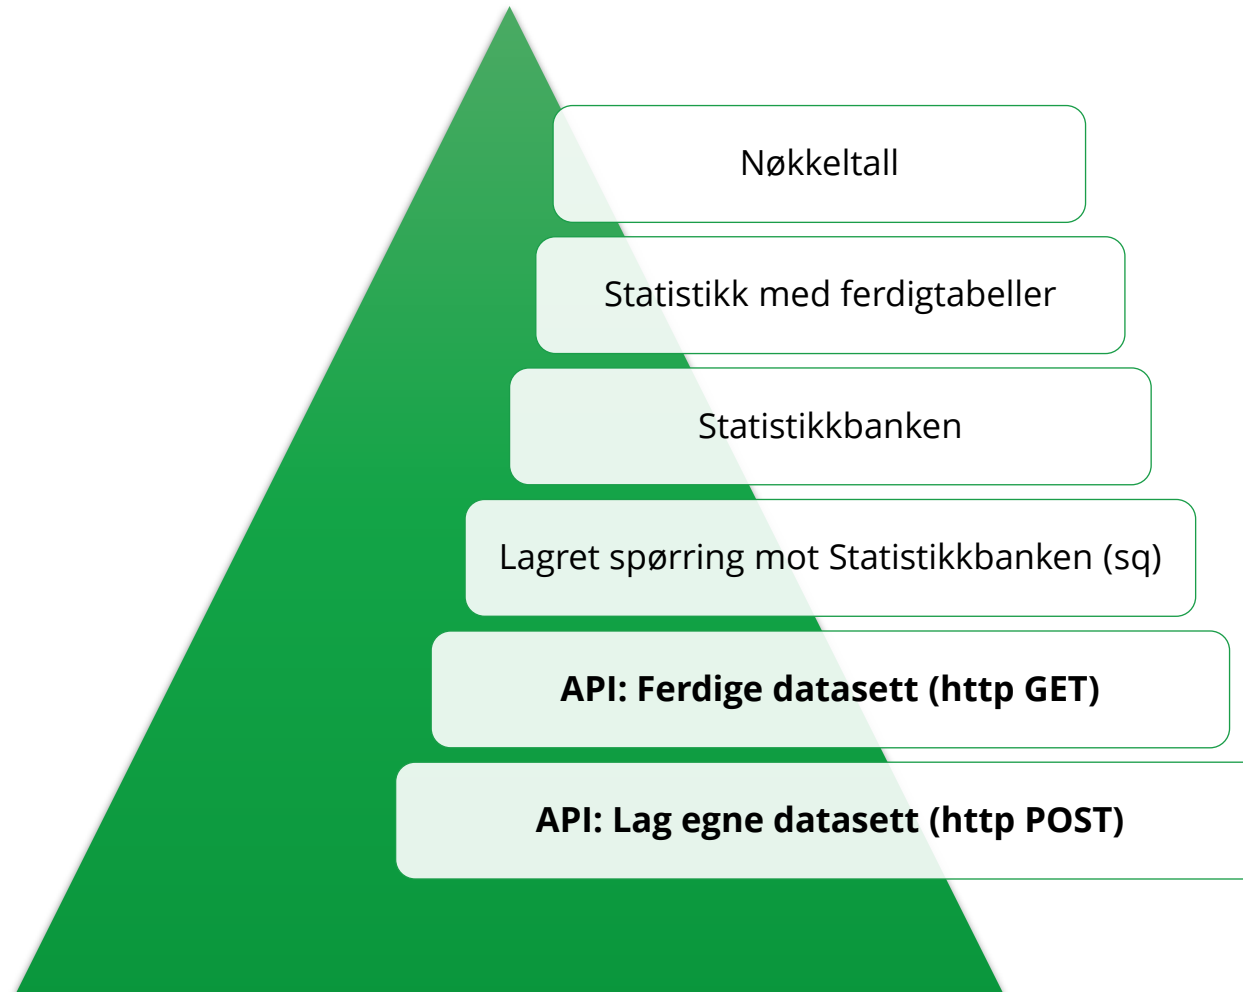 Nøkkeltall
Statistikk med ferdigtabeller
Statistikkbanken
Lagret spørring mot Statistikkbanken (sq)
API: Ferdige datasett (http GET)
API: Lag egne datasett (http POST)